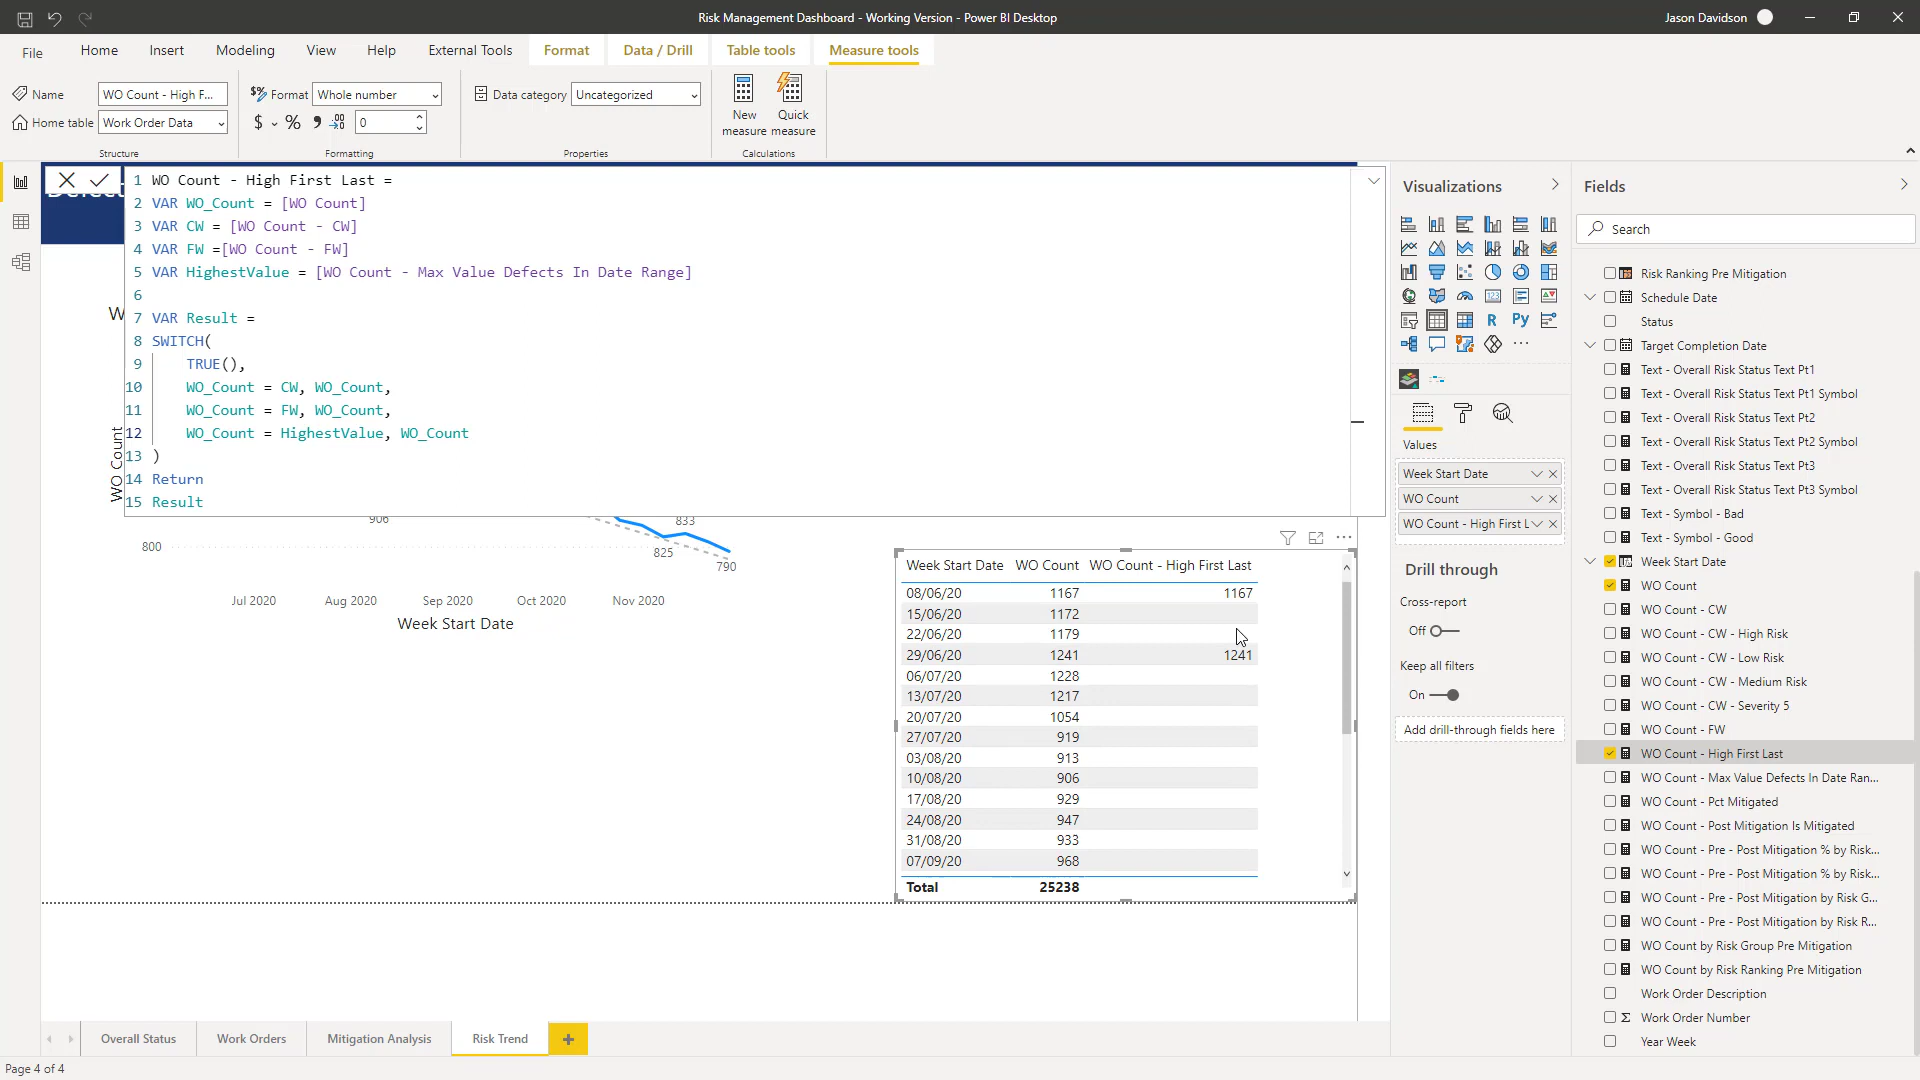 Risk Management Dashboard - Working Version - Power BI Desktop
Jason Davidson
File
Home
Insert
Modeling
View
Help
External Tools
Format
Data / Drill
Table tools
Measure tools
Name
WO Count - High F...
Home table
Work Order Data
Structure
Format
Whole number
$ % 9 .00
0
Formatting
Data category
Uncategorized
Properties
New measure
Quick measure
Calculations
1 WO Count - High First Last =
2 VAR WO_Count = [WO Count]
3 VAR CW = [WO Count - CW]
4 VAR FW =[WO Count - FW]
5 VAR HighestValue = [WO Count - Max Value Defects In Date Range]
6
7 VAR Result =
8 SWITCH(
9 TRUE(),
10 WO_Count = CW, WO_Count,
11 WO_Count = FW, WO_Count,
12 WO_Count = HighestValue, WO_Count
13 )
14 Return
15 Result
W
WO Count
906
833
825
790
800
Jul 2020 Aug 2020 Sep 2020 Oct 2020 Nov 2020
Week Start Date
Week Start Date WO Count WO Count - High First Last
08/06/20 1167 1167
15/06/20 1172
22/06/20 1179
29/06/20 1241 1241
06/07/20 1228
13/07/20 1217
20/07/20 1054
27/07/20 919
03/08/20 913
10/08/20 906
17/08/20 929
24/08/20 947
31/08/20 933
07/09/20 968
Total 25238
Visualizations
R
Py
Values
Week Start Date
WO Count
WO Count - High First L
Drill through
Cross-report
Off
Keep all filters
On
Add drill-through fields here
Fields
Search
Risk Ranking Pre Mitigation
Schedule Date
Status
Target Completion Date
Text - Overall Risk Status Text Pt1
Text - Overall Risk Status Text Pt1 Symbol
Text - Overall Risk Status Text Pt2
Text - Overall Risk Status Text Pt2 Symbol
Text - Overall Risk Status Text Pt3
Text - Overall Risk Status Text Pt3 Symbol
Text - Symbol - Bad
Text - Symbol - Good
Week Start Date
WO Count
WO Count - CW
WO Count - CW - High Risk
WO Count - CW - Low Risk
WO Count - CW - Medium Risk
WO Count - CW - Severity 5
WO Count - FW
WO Count - High First Last
WO Count - Max Value Defects In Date Ran...
WO Count - Pct Mitigated
WO Count - Post Mitigation Is Mitigated
WO Count - Pre - Post Mitigation % by Risk...
WO Count - Pre - Post Mitigation % by Risk...
WO Count - Pre - Post Mitigation by Risk G...
WO Count - Pre - Post Mitigation by Risk R...
WO Count by Risk Group Pre Mitigation
WO Count by Risk Ranking Pre Mitigation
Work Order Description
Work Order Number
Year Week
Overall Status
Work Orders
Mitigation Analysis
Risk Trend
Page 4 of 4